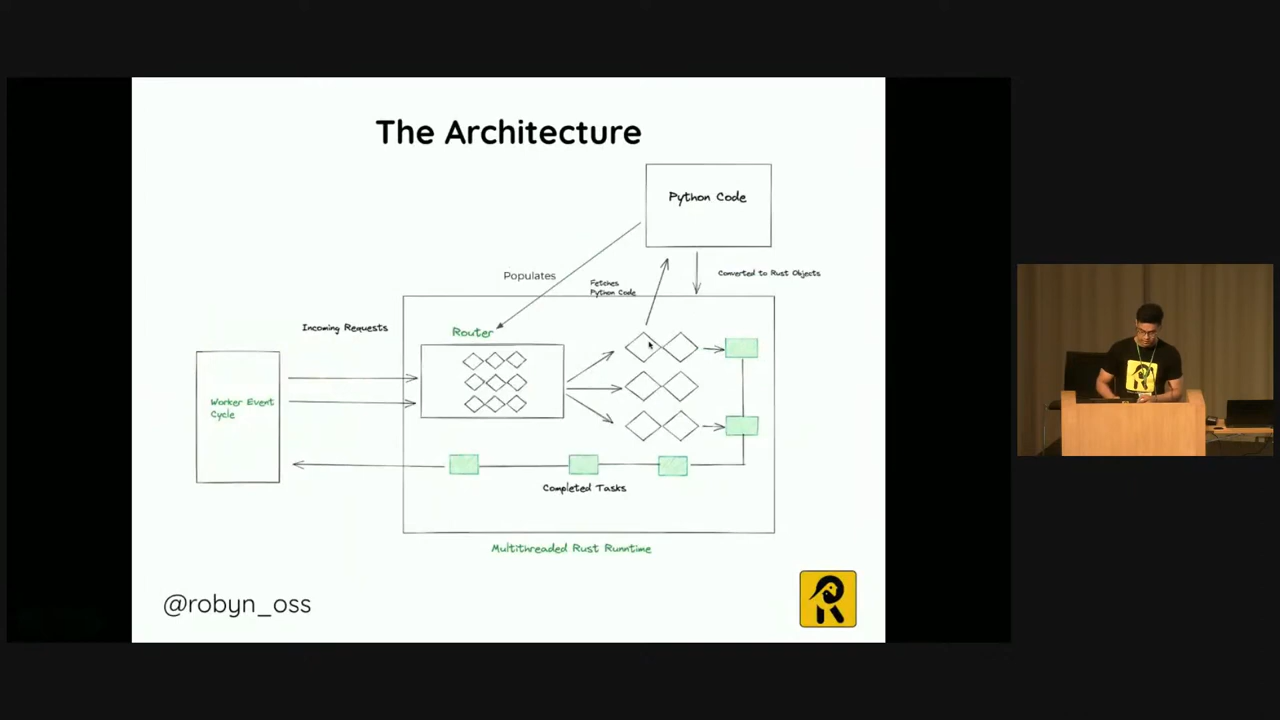 The Architecture
Python Code
Populates
Fetches
Python Code
Converted to Rust Objects
Incoming Requests
Router
Worker Event
Cycle
Completed Tasks
Multithreaded Rust Runntime
@robyn_oss
R